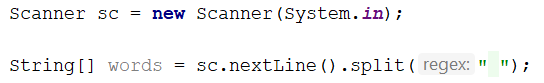 Scanner sc = new Scanner(System.in);
String[] words = sc.nextLine().split( regex: " ");